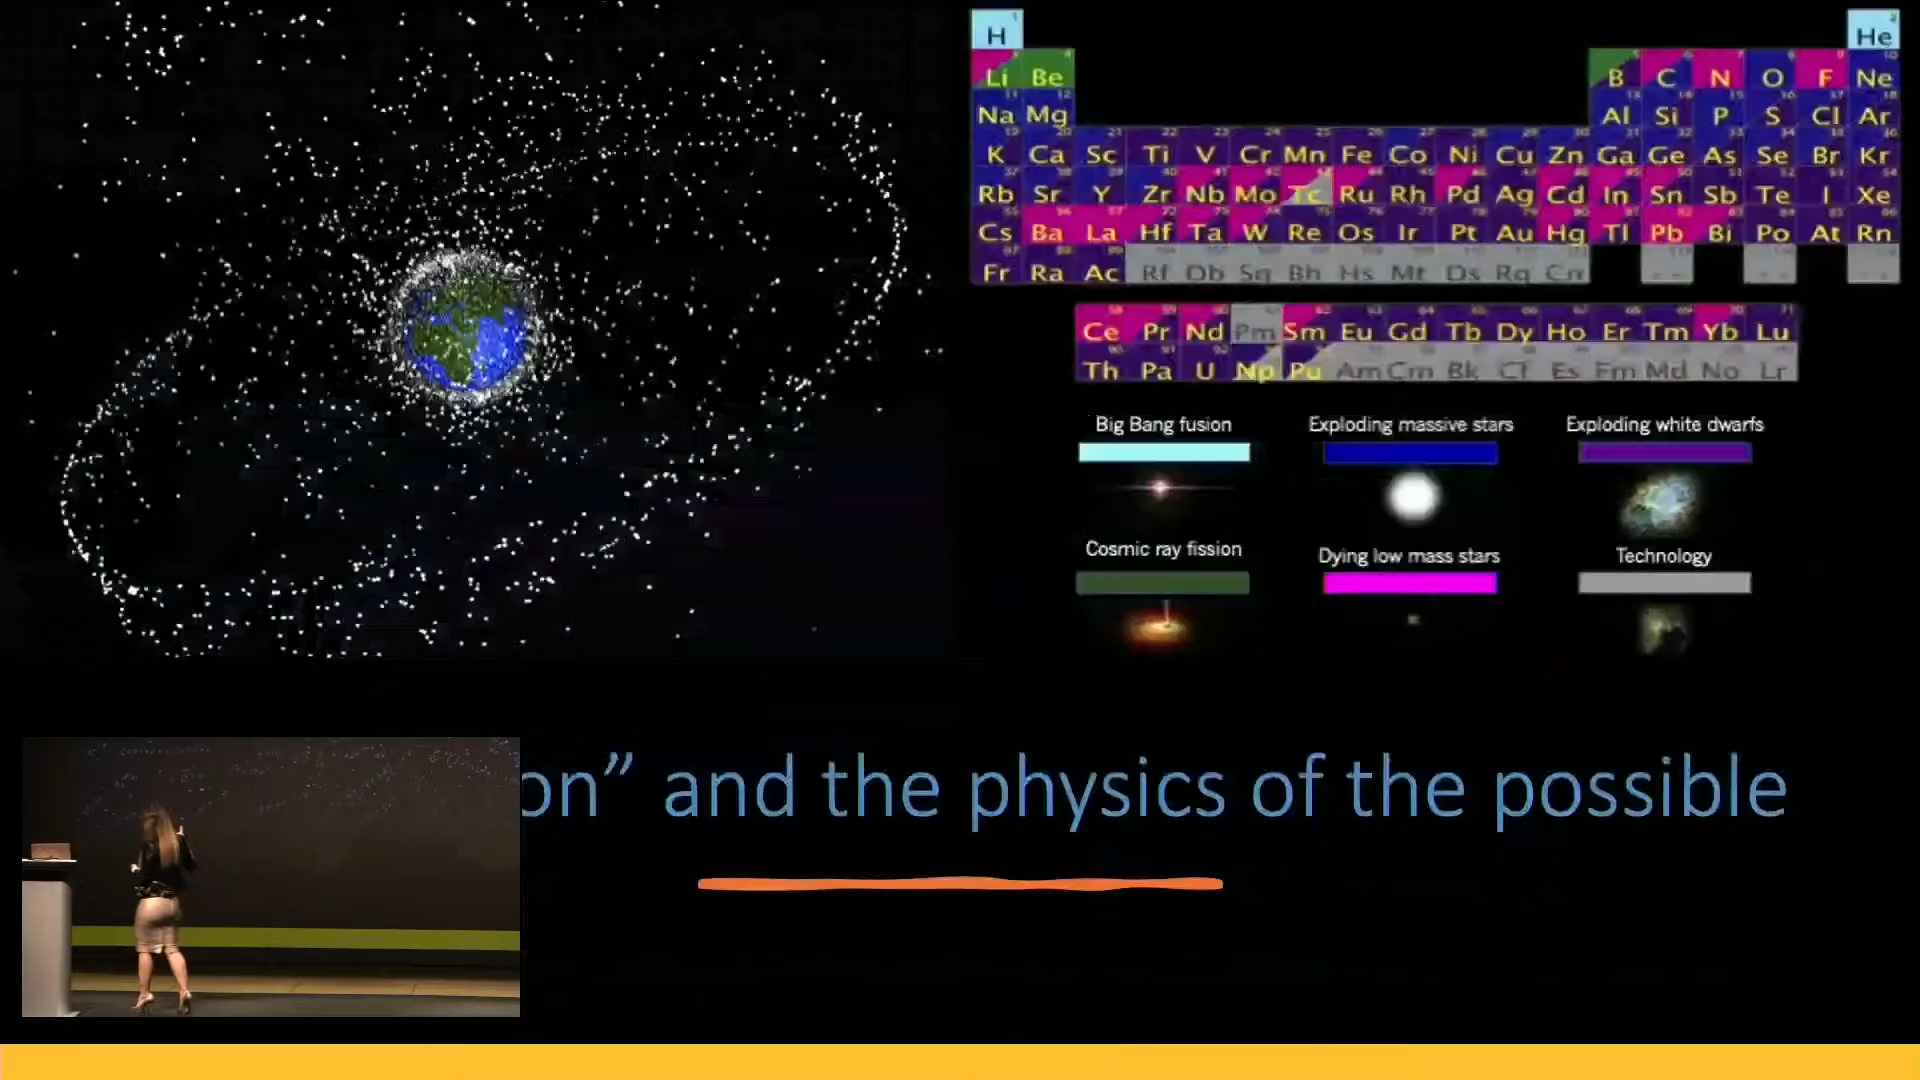 H He
Li Be B C N O F Ne
Na Mg Al Si P S Cl Ar
K Ca Sc Ti V Cr Mn Fe Co Ni Cu Zn Ga Ge As Se Br Kr
Rb Sr Y Zr Nb Mo Tc Ru Rh Pd Ag Cd In Sn Sb Te I Xe
Cs Ba La Hf Ta W Re Os Ir Pt Au Hg Tl Pb Bi Po At Rn
Fr Ra Ac Rf Db Sg Bh Hs Mt Ds Rg Cn
Ce Pr Nd Pm Sm Eu Gd Tb Dy Ho Er Tm Yb Lu
Th Pa U Np Pu Am Cm Bk Cf Es Fm Md No Lr
Big Bang fusion Exploding massive stars Exploding white dwarfs
Cosmic ray fission Dying low mass stars Technology
on” and the physics of the possible